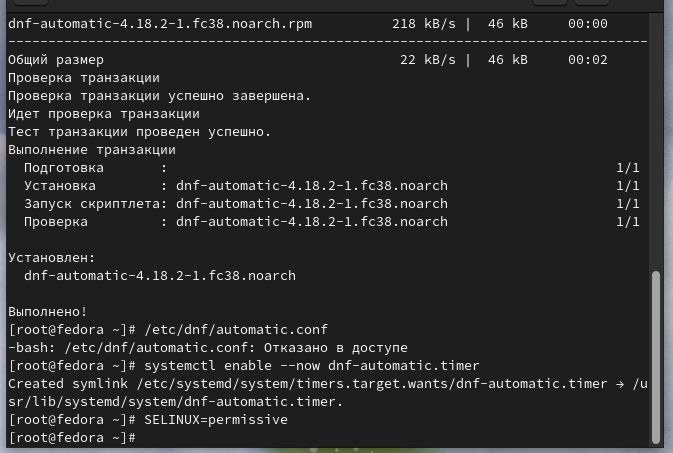 dnf-automatic-4.18.2-1.fc38.noarch.rpm 218 kB/s | 46 kB 00:00
--------------------------------------------------------------------------------
Общий размер 22 kB/s | 46 kB 00:02
Проверка транзакции
Проверка транзакции успешно завершена.
Идет проверка транзакции
Тест транзакции проведен успешно.
Выполнение транзакции
Подготовка : 1/1
Установка : dnf-automatic-4.18.2-1.fc38.noarch 1/1
Запуск скриптлета: dnf-automatic-4.18.2-1.fc38.noarch 1/1
Проверка : dnf-automatic-4.18.2-1.fc38.noarch 1/1
Установлен:
dnf-automatic-4.18.2-1.fc38.noarch
Выполнено!
[root@fedora ~]# /etc/dnf/automatic.conf
-bash: /etc/dnf/automatic.conf: Отказано в доступе
[root@fedora ~]# systemctl enable --now dnf-automatic.timer
Created symlink /etc/systemd/system/timers.target.wants/dnf-automatic.timer → /u
sr/lib/systemd/system/dnf-automatic.timer.
[root@fedora ~]# SELINUX=permissive
[root@fedora ~]#